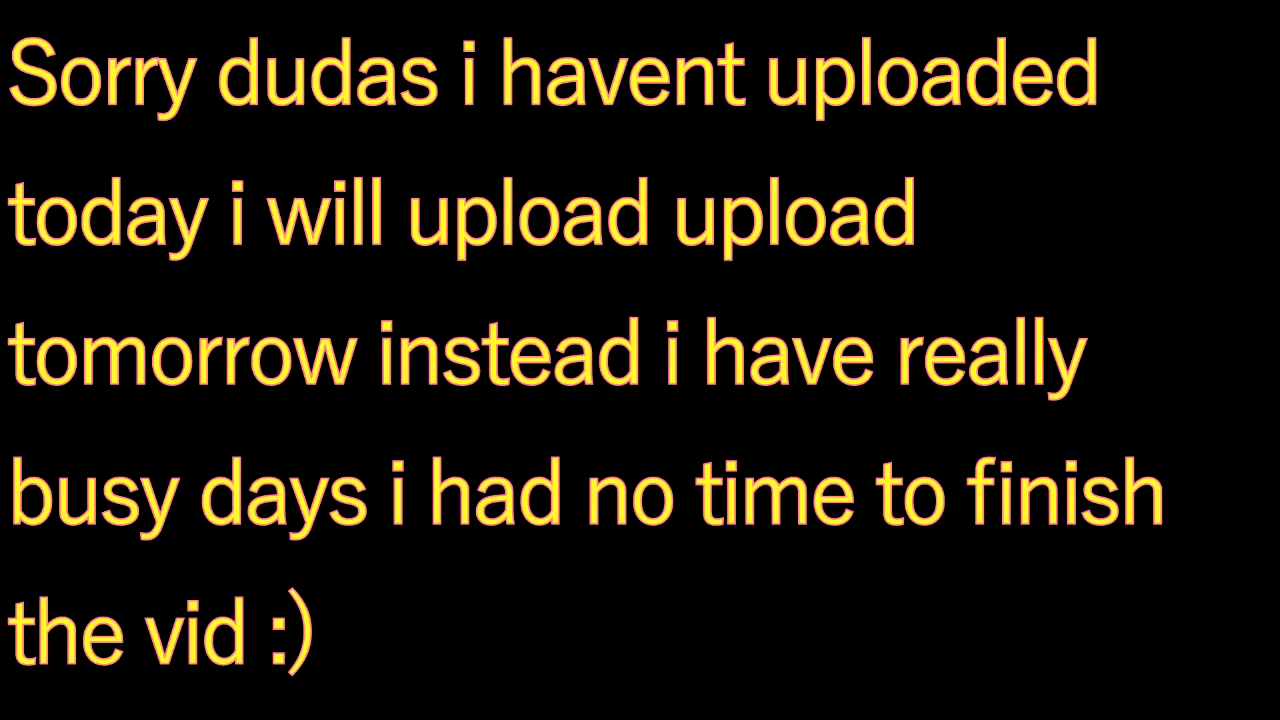 Sorry dudas i havent uploaded
today i will upload upload
tomorrow instead i have really
busy days i had no time to finish
the vid :)